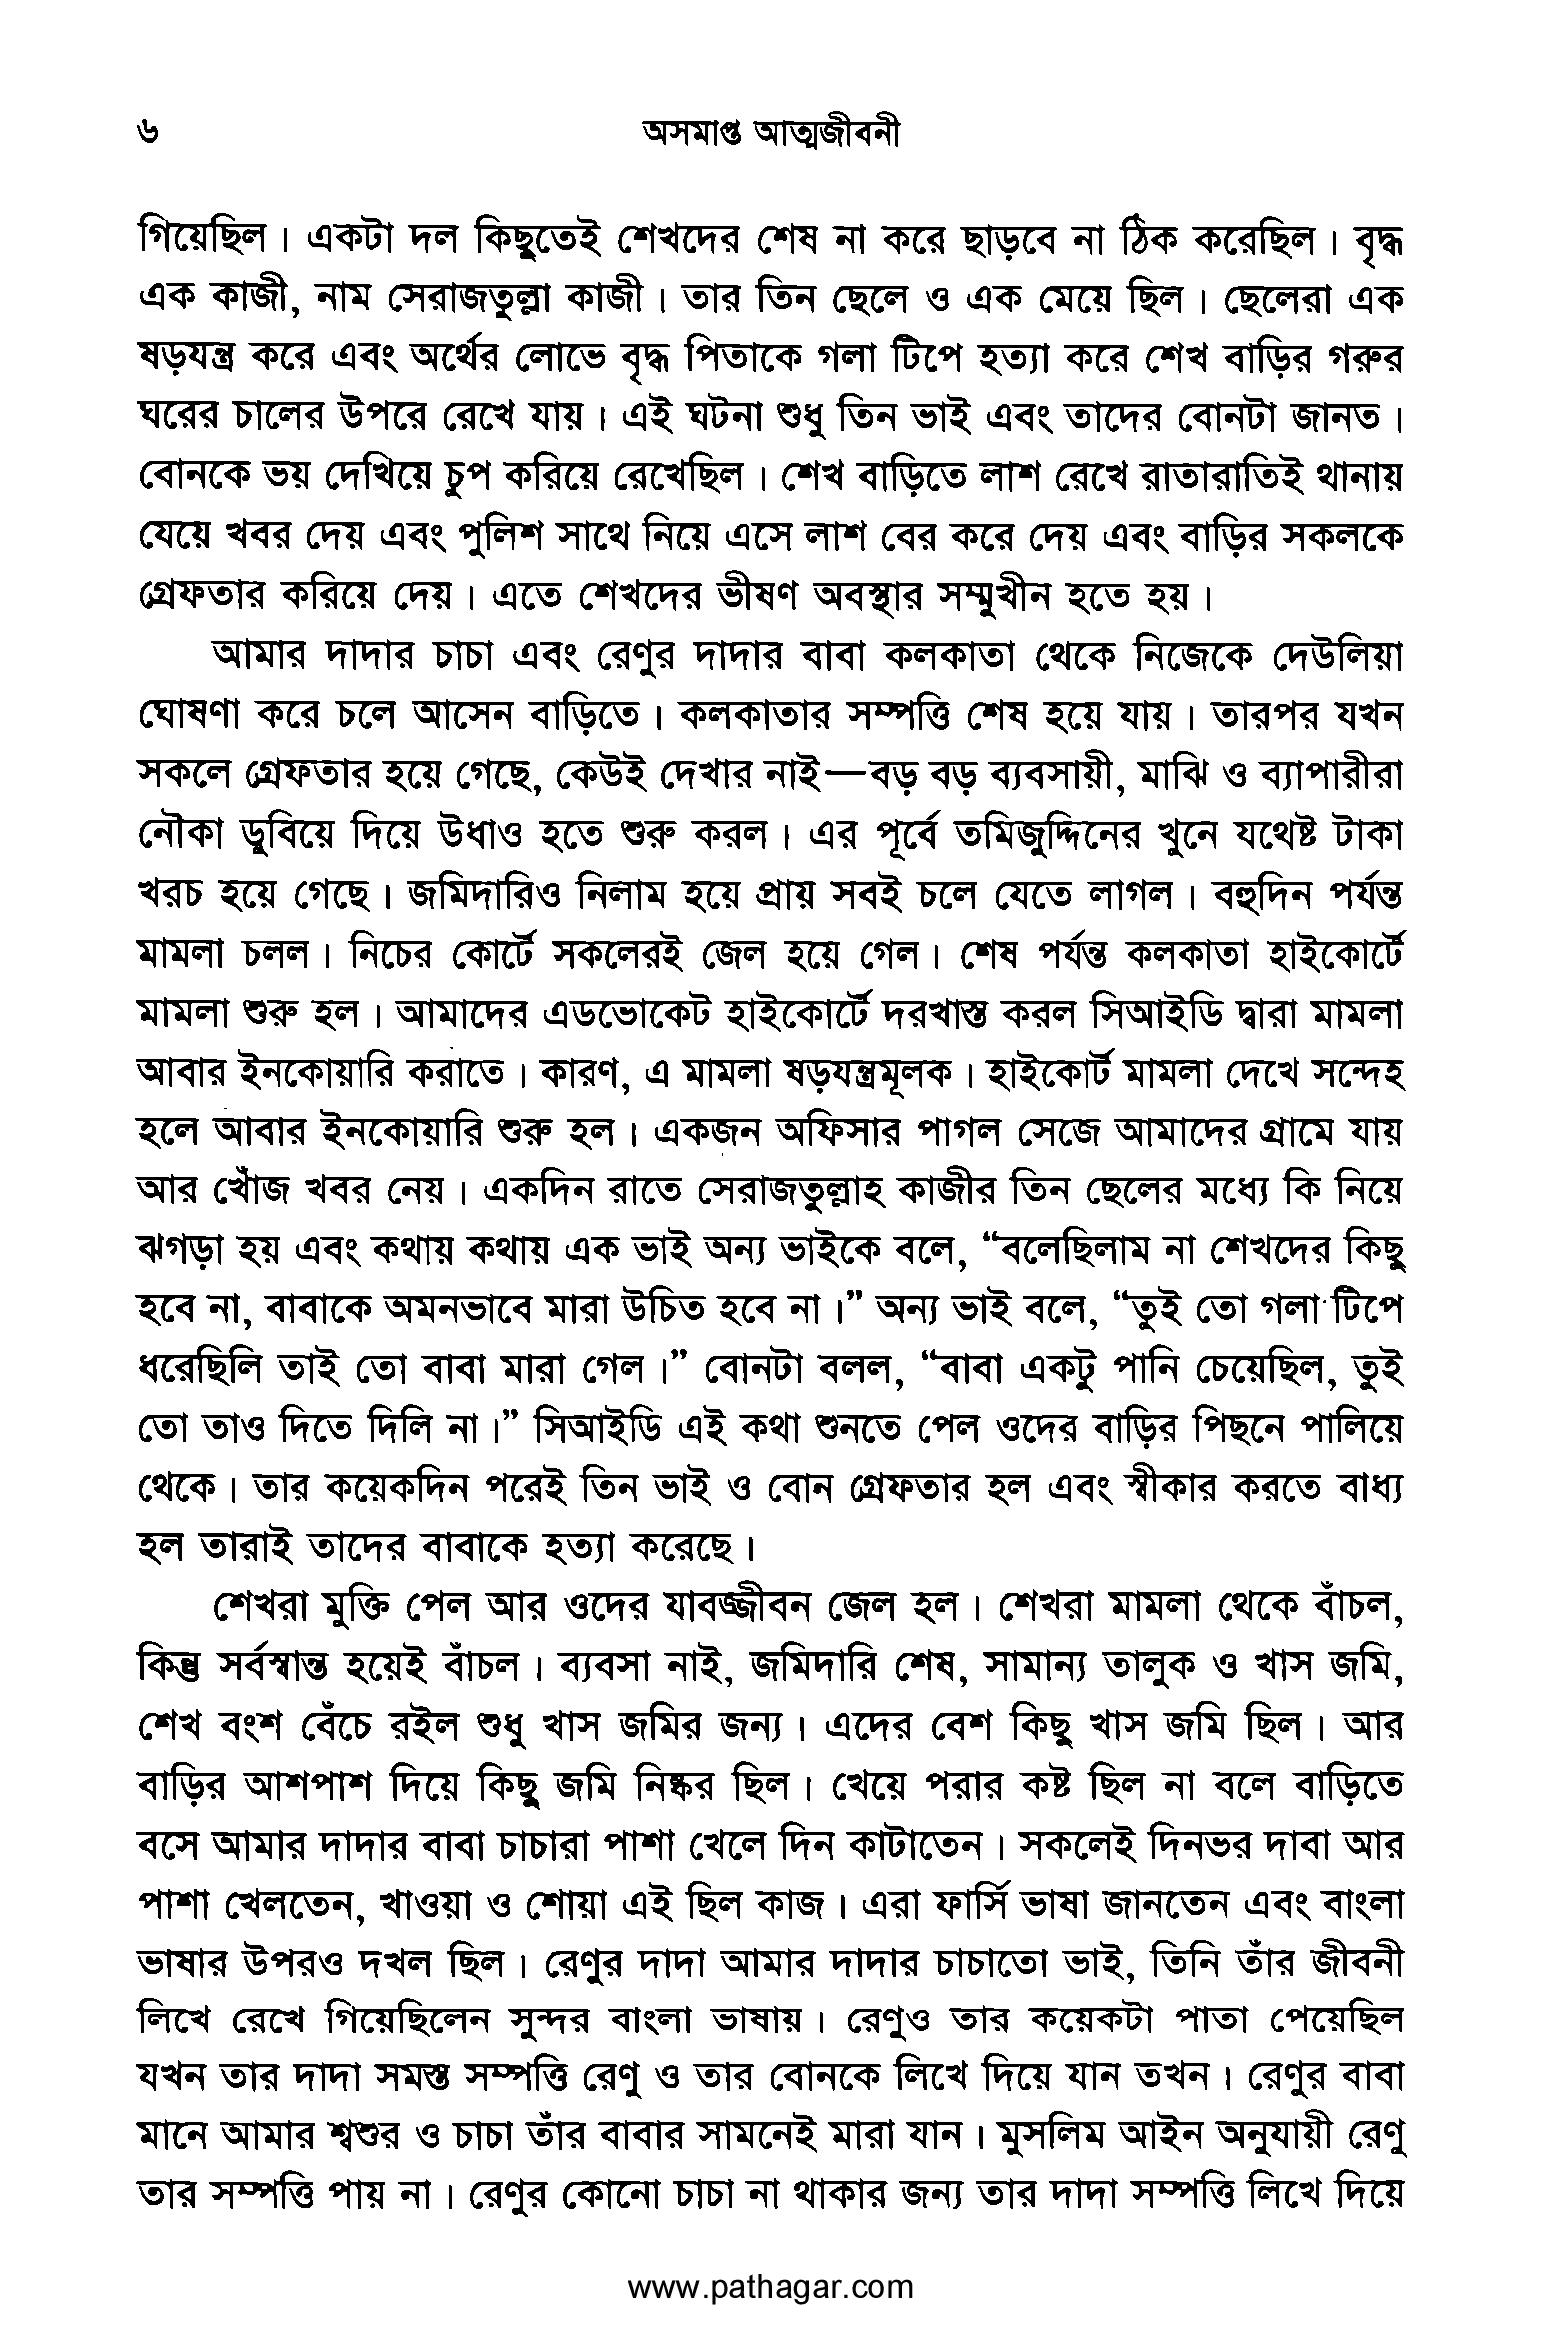 ৬
অসমাপ্ত আত্মজীবনী
গিয়েছিল। একটা দল কিছুতেই শেখদের শেষ না করে ছাড়বে না ঠিক করেছিল। বৃদ্ধ
এক কাজী, নাম সেরাজতুল্লা কাজী। তার তিন ছেলে ও এক মেয়ে ছিল। ছেলেরা এক
ষড়যন্ত্র করে এবং অর্থের লোভে বৃদ্ধ পিতাকে গলা টিপে হত্যা করে শেখ বাড়ির গরুর
ঘরের চালের উপরে রেখে যায়। এই ঘটনা শুধু তিন ভাই এবং তাদের বোনটা জানত।
বোনকে ভয় দেখিয়ে চুপ করিয়ে রেখেছিল। শেখ বাড়িতে লাশ রেখে রাতারাতিই থানায়
যেয়ে খবর দেয় এবং পুলিশ সাথে নিয়ে এসে লাশ বের করে দেয় এবং বাড়ির সকলকে
গ্রেফতার করিয়ে দেয়। এতে শেখদের ভীষণ অবস্থার সম্মুখীন হতে হয়।
আমার দাদার চাচা এবং রেণুর দাদার বাবা কলকাতা থেকে নিজেকে দেউলিয়া
ঘোষণা করে চলে আসেন বাড়িতে। কলকাতার সম্পত্তি শেষ হয়ে যায়। তারপর যখন
সকলে গ্রেফতার হয়ে গেছে, কেউই দেখার নাই—বড় বড় ব্যবসায়ী, মাঝি ও ব্যাপারীরা
নৌকা ডুবিয়ে দিয়ে উধাও হতে শুরু করল। এর পূর্বে তমিজুদ্দিনের খুনে যথেষ্ট টাকা
খরচ হয়ে গেছে। জমিদারিও নিলাম হয়ে প্রায় সবই চলে যেতে লাগল। বহুদিন পর্যন্ত
মামলা চলল। নিচের কোর্টে সকলেরই জেল হয়ে গেল। শেষ পর্যন্ত কলকাতা হাইকোর্টে
মামলা শুরু হল। আমাদের এডভোকেট হাইকোর্টে দরখাস্ত করল সিআইডি দ্বারা মামলা
আবার ইনকোয়ারি করাতে। কারণ, এ মামলা ষড়যন্ত্রমূলক। হাইকোর্ট মামলা দেখে সন্দেহ
হলে আবার ইনকোয়ারি শুরু হল। একজন অফিসার পাগল সেজে আমাদের গ্রামে যায়
আর খোঁজ খবর নেয়। একদিন রাতে সেরাজতুল্লাহ কাজীর তিন ছেলের মধ্যে কি নিয়ে
ঝগড়া হয় এবং কথায় কথায় এক ভাই অন্য ভাইকে বলে, “বলেছিলাম না শেখদের কিছু
হবে না, বাবাকে অমনভাবে মারা উচিত হবে না।” অন্য ভাই বলে, “তুই তো গলা টিপে
ধরেছিলি তাই তো বাবা মারা গেল।” বোনটা বলল, “বাবা একটু পানি চেয়েছিল, তুই
তো তাও দিতে দিলি না।” সিআইডি এই কথা শুনতে পেল ওদের বাড়ির পিছনে পালিয়ে
থেকে। তার কয়েকদিন পরেই তিন ভাই ও বোন গ্রেফতার হল এবং স্বীকার করতে বাধ্য
হল তারাই তাদের বাবাকে হত্যা করেছে।
শেখরা মুক্তি পেল আর ওদের যাবজ্জীবন জেল হল। শেখরা মামলা থেকে বাঁচল,
কিন্তু সর্বস্বান্ত হয়েই বাঁচল। ব্যবসা নাই, জমিদারি শেষ, সামান্য তালুক ও খাস জমি,
শেখ বংশ বেঁচে রইল শুধু খাস জমির জন্য। এদের বেশ কিছু খাস জমি ছিল। আর
বাড়ির আশপাশ দিয়ে কিছু জমি নিষ্কর ছিল। খেয়ে পরার কষ্ট ছিল না বলে বাড়িতে
বসে আমার দাদার বাবা চাচারা পাশা খেলে দিন কাটাতেন। সকলেই দিনভর দাবা আর
পাশা খেলতেন, খাওয়া ও শোয়া এই ছিল কাজ। এরা ফার্সি ভাষা জানতেন এবং বাংলা
ভাষার উপরও দখল ছিল। রেণুর দাদা আমার দাদার চাচাতো ভাই, তিনি তাঁর জীবনী
লিখে রেখে গিয়েছিলেন সুন্দর বাংলা ভাষায়। রেণুও তার কয়েকটা পাতা পেয়েছিল
যখন তার দাদা সমস্ত সম্পত্তি রেণু ও তার বোনকে লিখে দিয়ে যান তখন। রেণুর বাবা
মানে আমার শ্বশুর ও চাচা তাঁর বাবার সামনেই মারা যান। মুসলিম আইন অনুযায়ী রেণু
তার সম্পত্তি পায় না। রেণুর কোনো চাচা না থাকার জন্য তার দাদা সম্পত্তি লিখে দিয়ে
www.pathagar.com